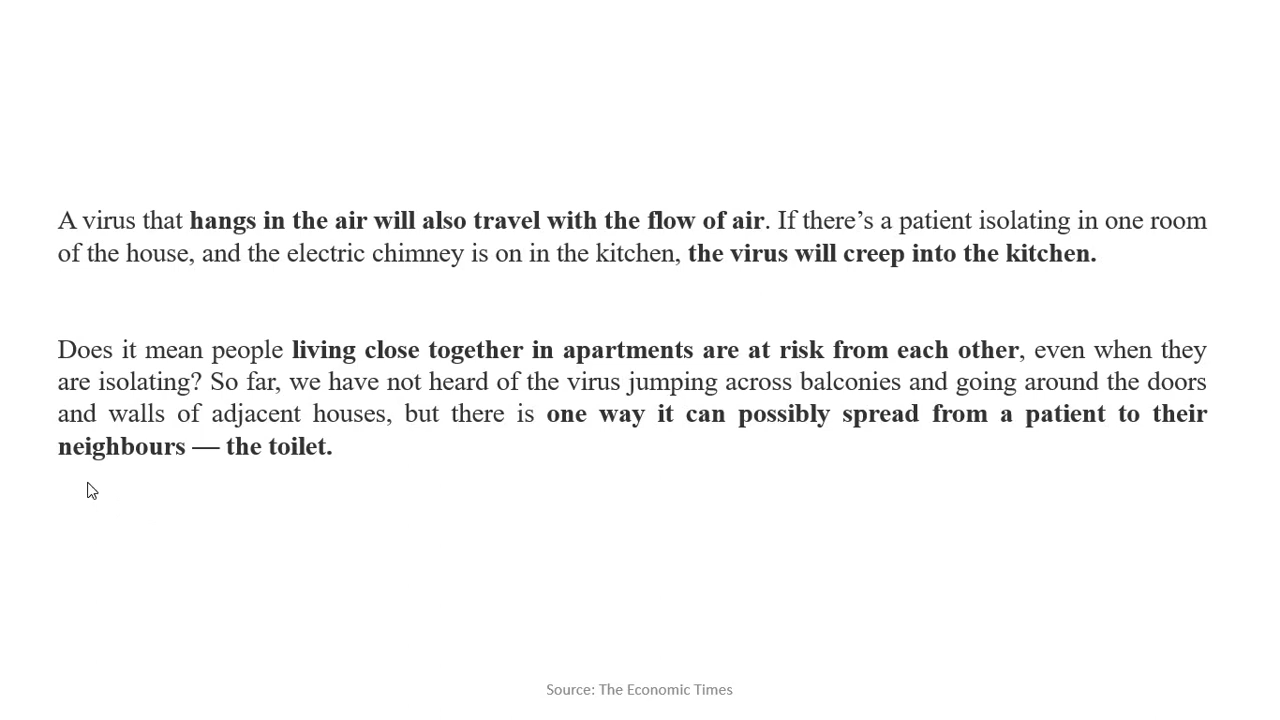 A virus that hangs in the air will also travel with the flow of air. If there’s a patient isolating in one room
of the house, and the electric chimney is on in the kitchen, the virus will creep into the kitchen.
Does it mean people living close together in apartments are at risk from each other, even when they
are isolating? So far, we have not heard of the virus jumping across balconies and going around the doors
and walls of adjacent houses, but there is one way it can possibly spread from a patient to their
neighbours — the toilet.
Source: The Economic Times